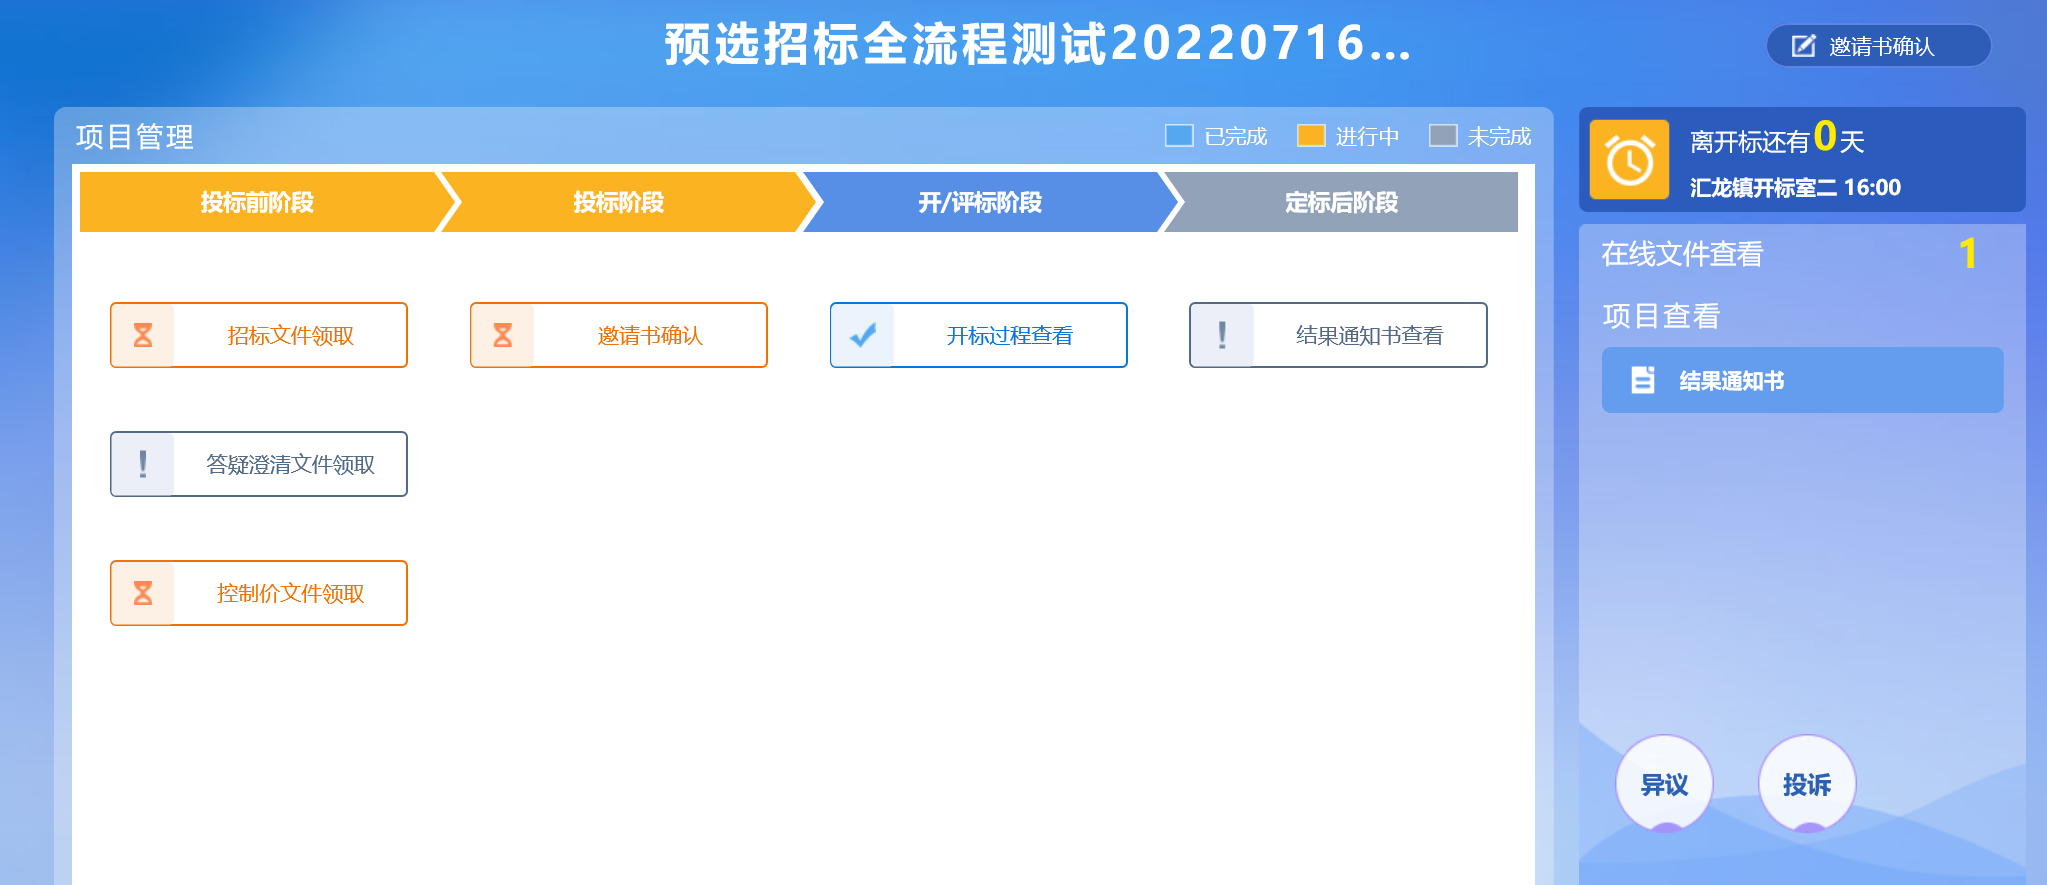 预选招标全流程测试20220716...
邀请书确认
项目管理
已完成
进行中
未完成
投标前阶段
投标阶段
开/评标阶段
定标后阶段
招标文件领取
邀请书确认
开标过程查看
结果通知书查看
答疑澄清文件领取
控制价文件领取
离开标还有0天
汇龙镇开标室二 16:00
在线文件查看 1
项目查看
结果通知书
异议
投诉